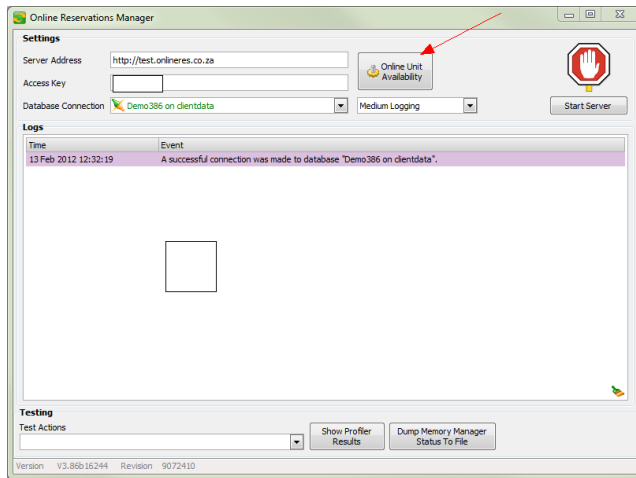 Online Reservations Manager
Settings
Server Address http://test.onlineres.co.za
Online Unit
Availability
Access Key
Database Connection Demo386 on clientdata Medium Logging Start Server
Logs
Time Event
13 Feb 2012 12:32:19 A successful connection was made to database "Demo386 on clientdata".
Testing
Test Actions
Show Profiler
Results
Dump Memory Manager
Status To File
Version V3.86b16244 Revision 9072410